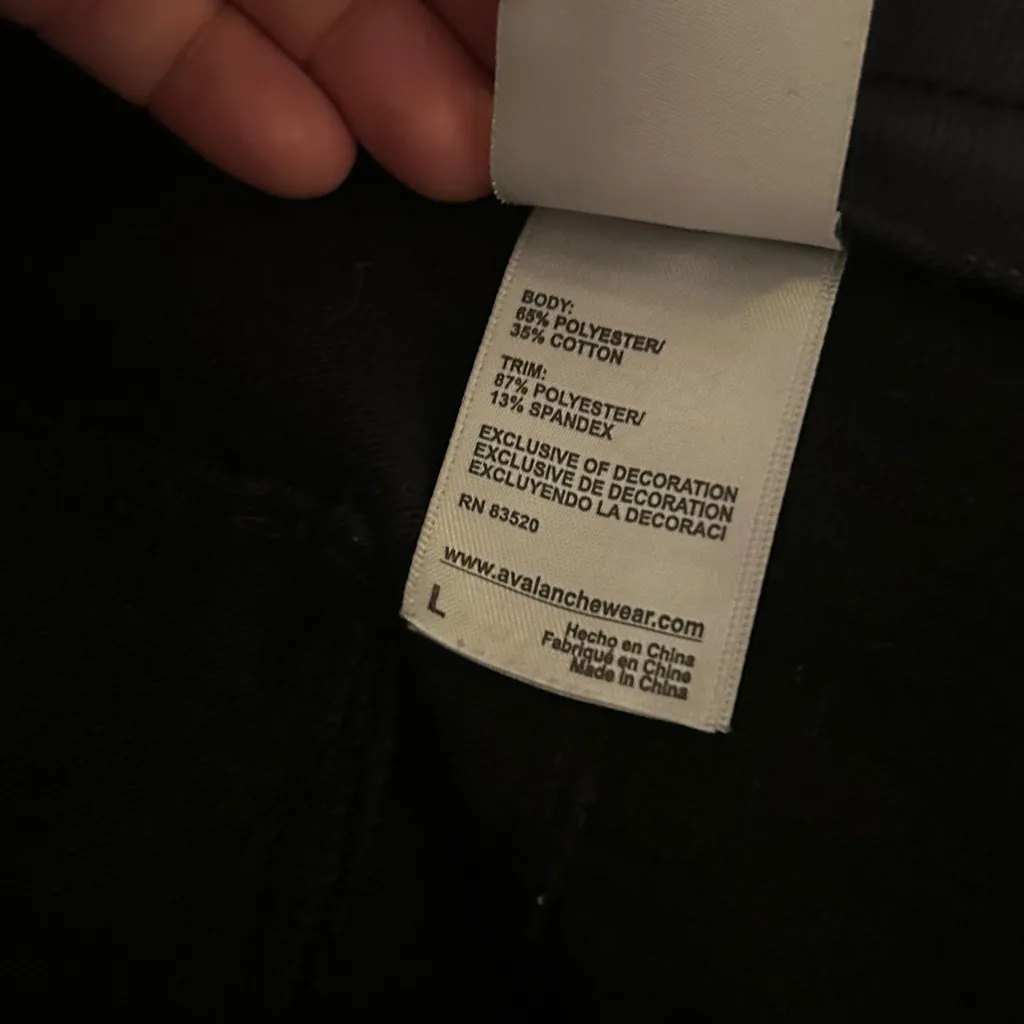 BODY:
65% POLYESTER/
35% COTTON
TRIM:
87% POLYESTER/
13% SPANDEX
EXCLUSIVE OF DECORATION
EXCLUSIVE DE DECORATION
EXCLUYENDO LA DECORACI
RN 83520
www.avalanchewear.com
L
Hecho en China
Fabriqué en Chine
Made in China